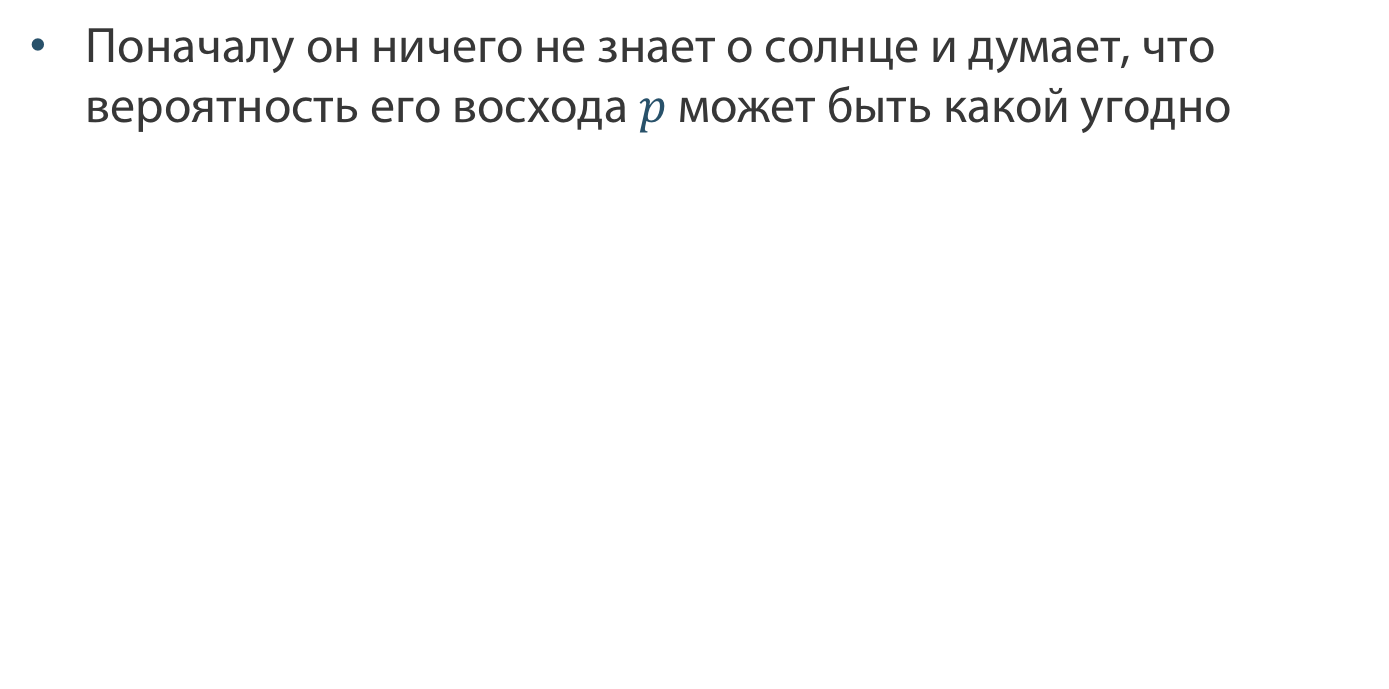 • Поначалу он ничего не знает о солнце и думает, что
вероятность его восхода p может быть какой угодно